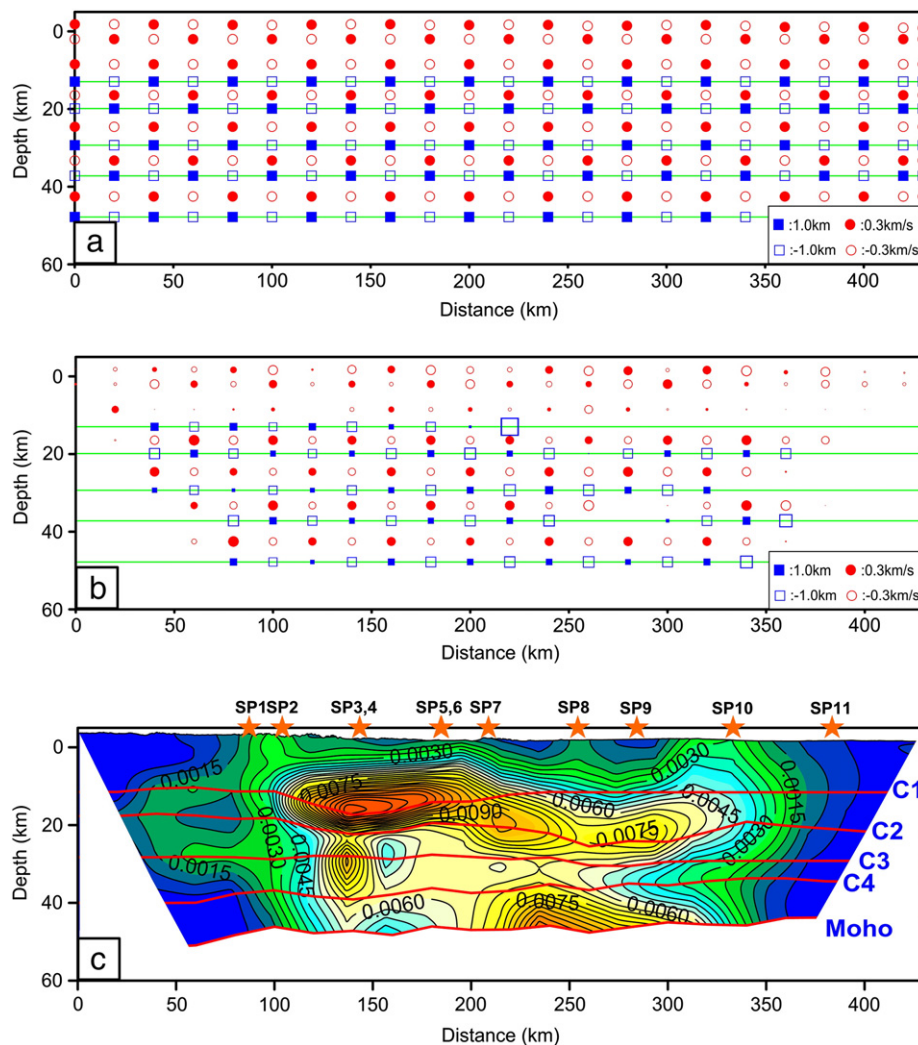 0
20
40
60
Depth (km)
a
:1.0km :0.3km/s
:-1.0km :-0.3km/s
0 50 100 150 200 250 300 350 400
Distance (km)
0
20
40
60
Depth (km)
b
:1.0km :0.3km/s
:-1.0km :-0.3km/s
0 50 100 150 200 250 300 350 400
Distance (km)
SP1 SP2 SP3,4 SP5,6 SP7 SP8 SP9 SP10 SP11
0
20
40
60
Depth (km)
0.0015 0.0075 0.0030 0.0090 0.0060 0.0030 0.0045 0.0015
0.0030 0.0045 0.0075 0.0030
0.0015 0.0060 0.0075 0.0060
C1
C2
C3
C4
Moho
c
0 50 100 150 200 250 300 350 400
Distance (km)